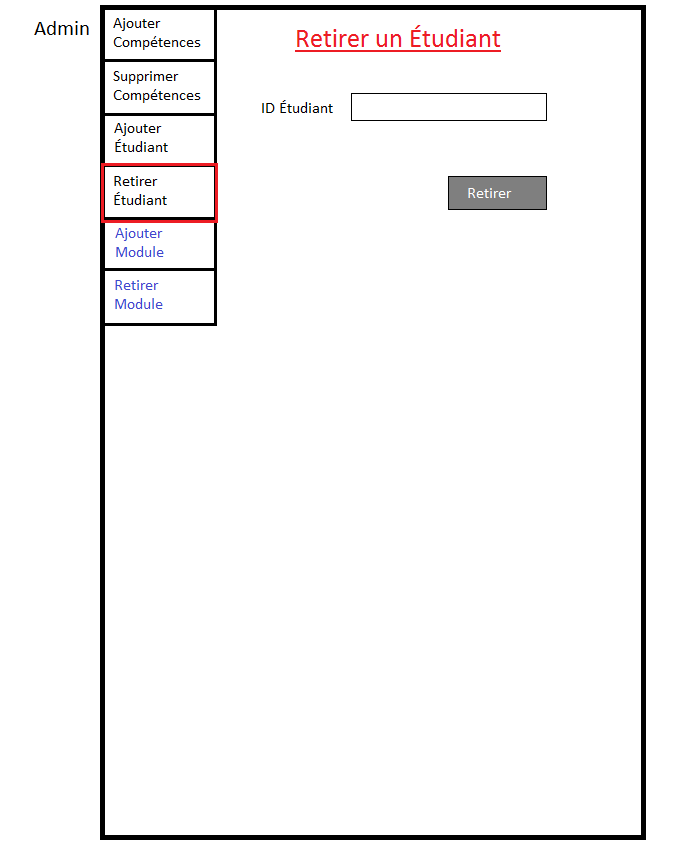 Admin
Ajouter
Compétences
Supprimer
Compétences
Ajouter
Étudiant
Retirer
Étudiant
Ajouter
Module
Retirer
Module
Retirer un Étudiant
ID Étudiant
Retirer